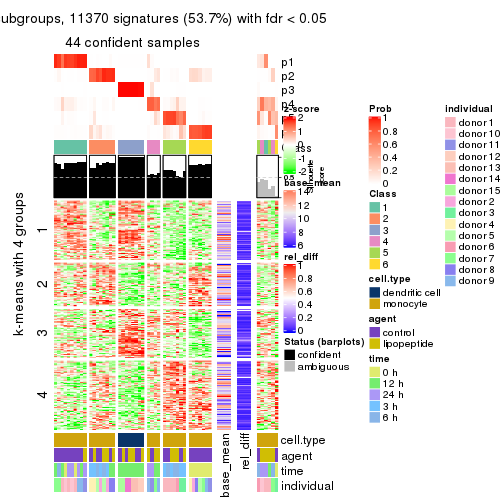 ubgroups, 11370 signatures (53.7%) with fdr < 0.05
44 confident samples
p1
p2
p3
p4
k-means with 4 groups
1
2
3
4
z-score
2
1
0
-1
-2
base_mean
14
12
10
8
6
rel_diff
1
0.8
0.6
0.4
0.2
0
Status (barplots)
confident
ambiguous
Silhouette
score
0.5
cell.type
agent
time
individual
base_mean
rel_diff
Prob
1
0.8
0.6
0.4
0.2
0
Class
1
2
3
4
5
6
cell.type
dendritic cell
monocyte
agent
control
lipopeptide
time
0 h
12 h
24 h
3 h
6 h
individual
donor 1
donor 10
donor 11
donor 12
donor 13
donor 14
donor 15
donor 2
donor 3
donor 4
donor 5
donor 6
donor 7
donor 8
donor 9